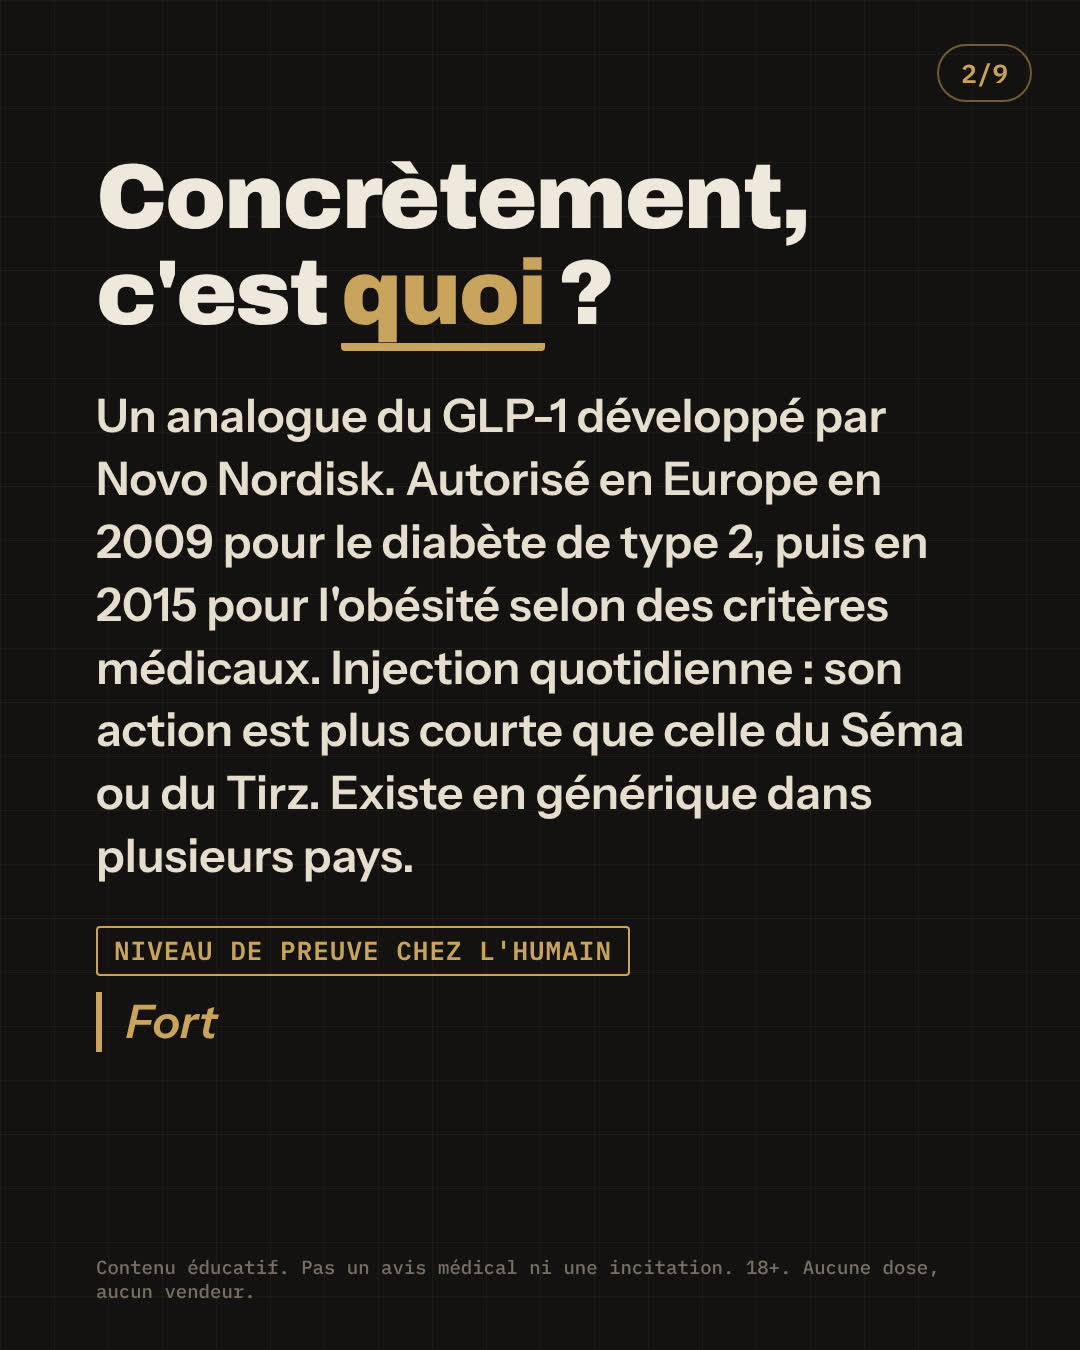 2/9
Concrètement,
c'est quoi ?
Un analogue du GLP-1 développé par
Novo Nordisk. Autorisé en Europe en
2009 pour le diabète de type 2, puis en
2015 pour l'obésité selon des critères
médicaux. Injection quotidienne : son
action est plus courte que celle du Séma
ou du Tirz. Existe en générique dans
plusieurs pays.
NIVEAU DE PREUVE CHEZ L'HUMAIN
Fort
Contenu éducatif. Pas un avis médical ni une incitation. 18+. Aucune dose,
aucun vendeur.